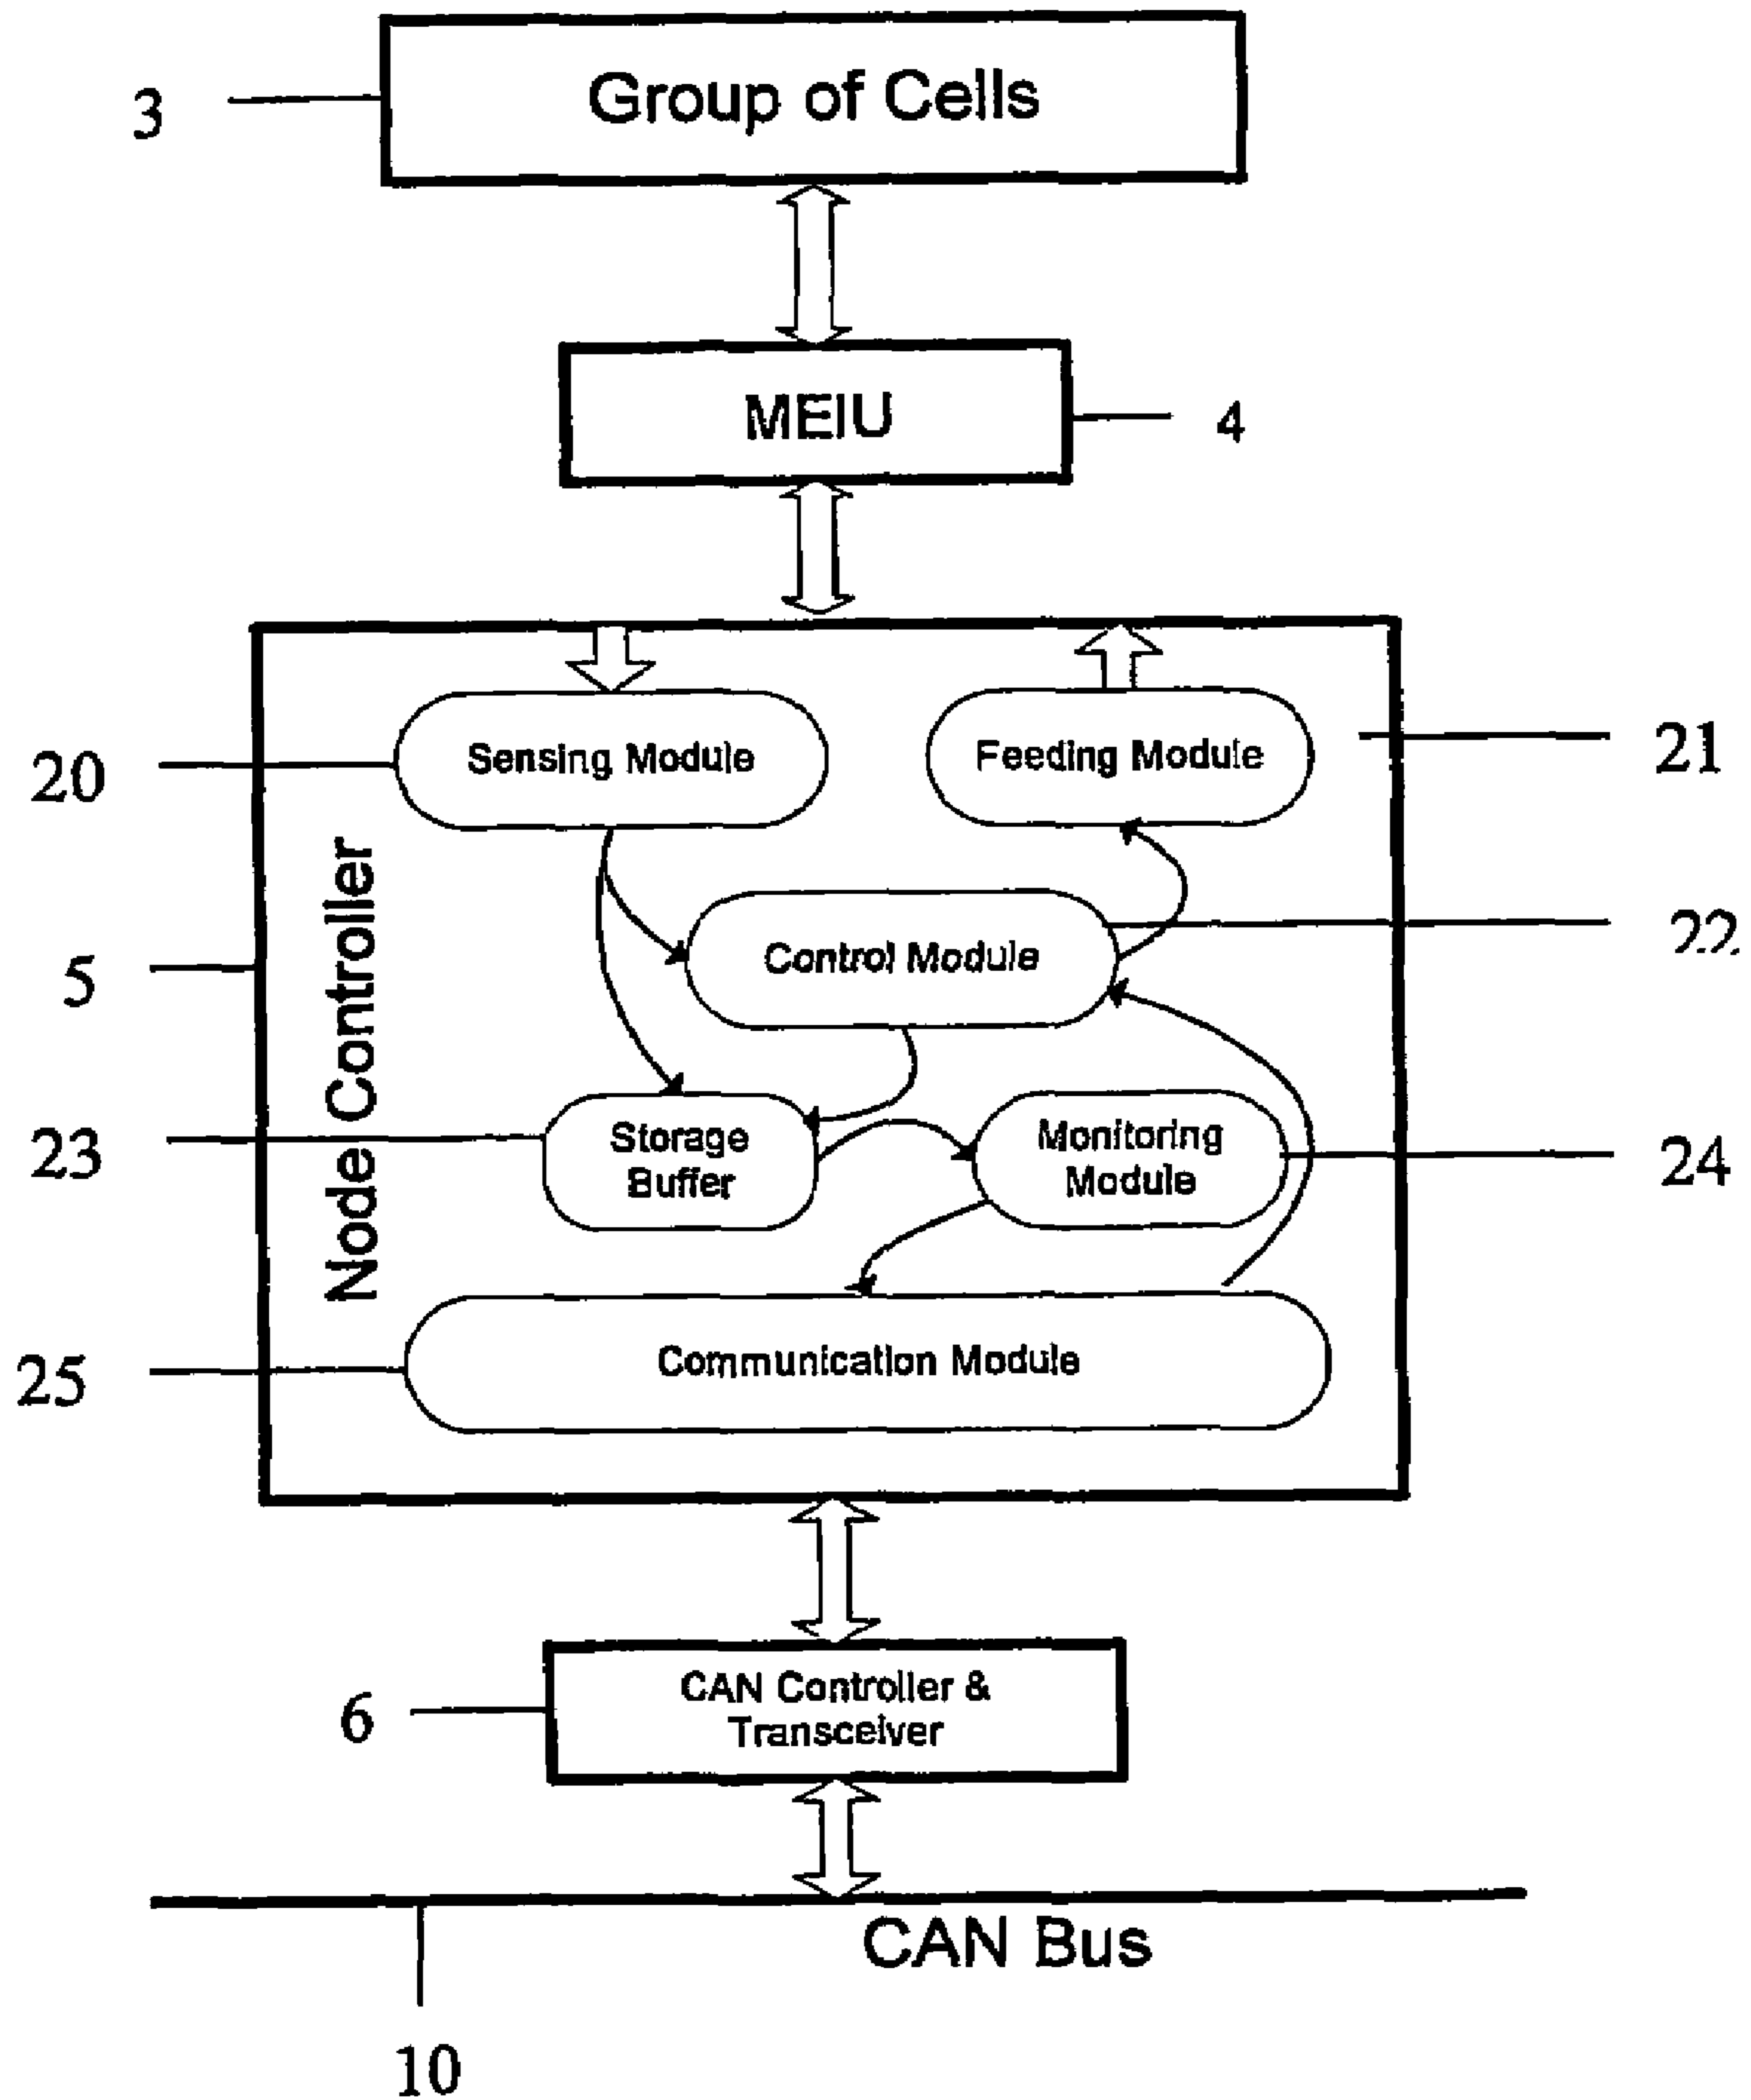 Group of Cells
3
MEIU
4
Sensing Module
Feeding Module
20
21
Control Module
22
Node Controller
5
Storage
Buffer
Monitoring
Module
23
24
Communication Module
25
CAN Controller &
Transceiver
6
CAN Bus
10